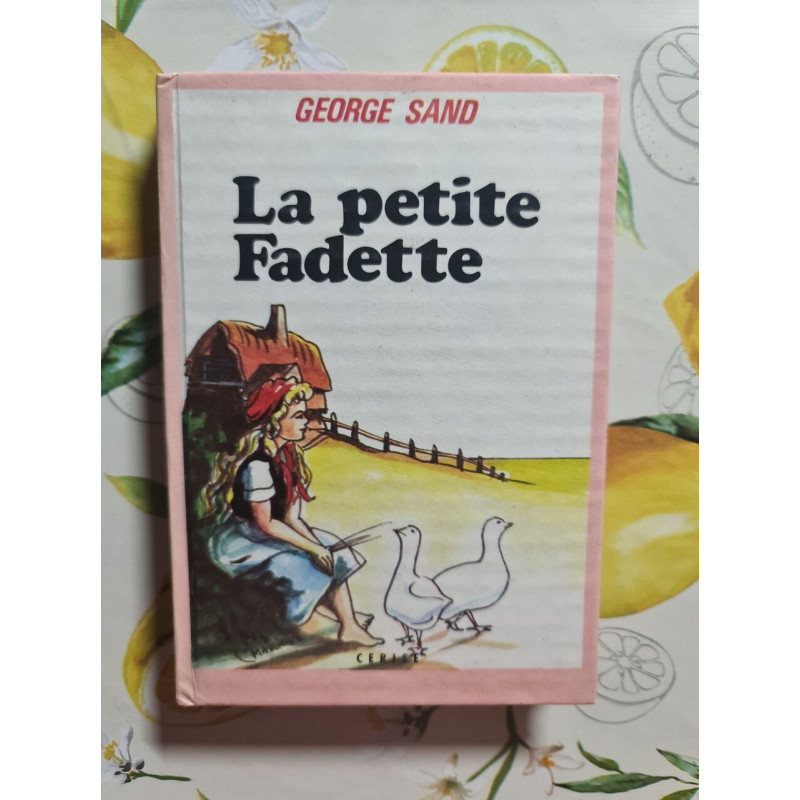 GEORGE SAND
La petite
Fadette
CERISE